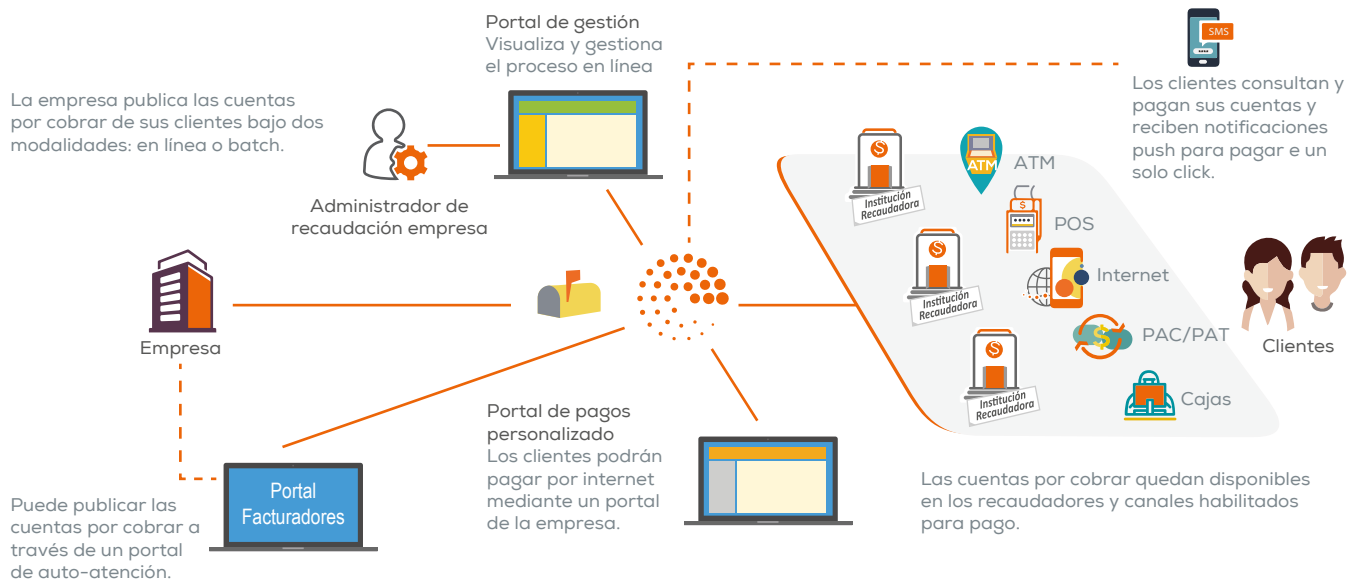 Portal de gestión
Visualiza y gestiona
el proceso en línea
SMS
La empresa publica las cuentas
por cobrar de sus clientes bajo dos
modalidades: en línea o batch.
Los clientes consultan y
pagan sus cuentas y
reciben notificaciones
push para pagar e un
solo click.
Administrador de
recaudación empresa
Institución
Recaudadora
ATM
ATM
POS
Institución
Recaudadora
Internet
Institución
Recaudadora
PAC/PAT
Cajas
Clientes
Empresa
Portal de pagos
personalizado
Los clientes podrán
pagar por internet
mediante un portal
de la empresa.
Portal
Facturadores
Puede publicar las
cuentas por cobrar a
través de un portal
de auto-atención.
Las cuentas por cobrar quedan disponibles
en los recaudadores y canales habilitados
para pago.